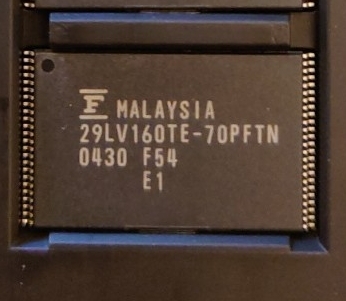 F MALAYSIA
29LV160TE-70PFTN
0430 F54
E1